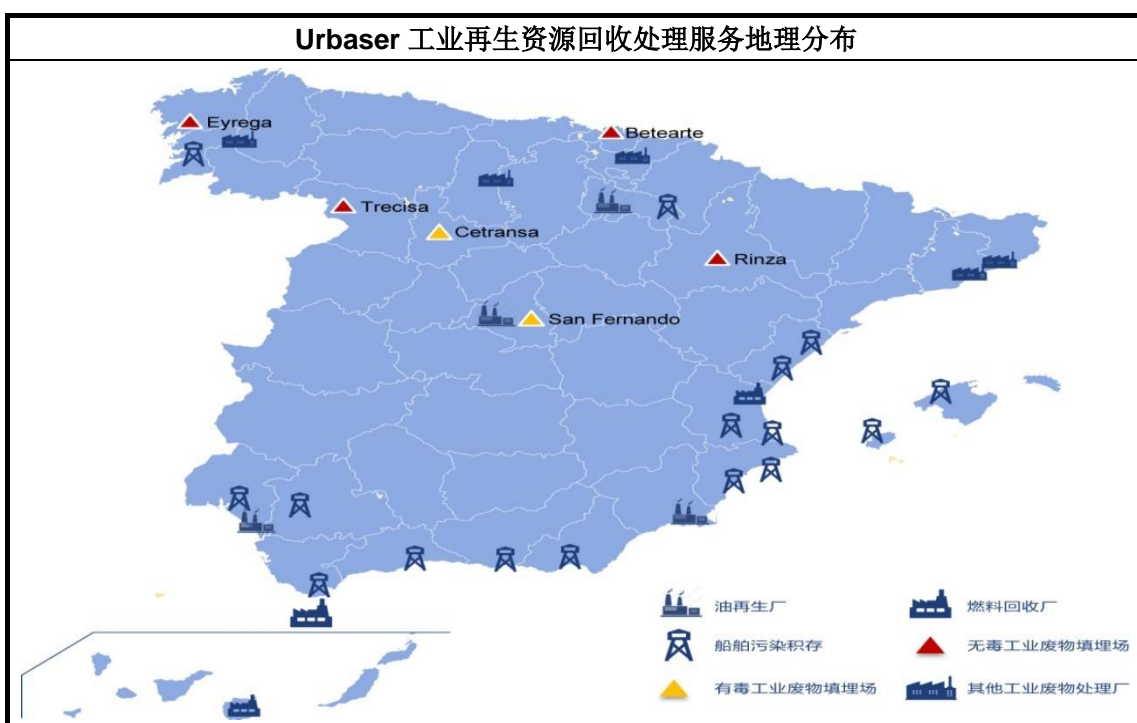 Urbaser 工业再生资源回收处理服务地理分布
Eyrega
Betearte
Trecisa
Cetransa
Rinza
San Fernando
油再生厂
燃料回收厂
船舶污染积存
无毒工业废物填埋场
有毒工业废物填埋场
其他工业废物处理厂